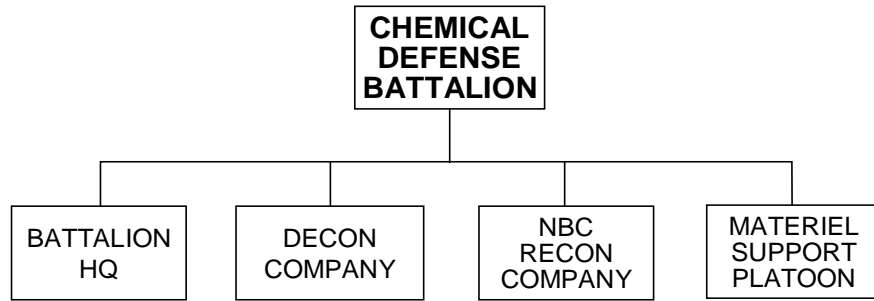 CHEMICAL
DEFENSE
BATTALION
BATTALION
HQ
DECON
COMPANY
NBC
RECON
COMPANY
MATERIEL
SUPPORT
PLATOON